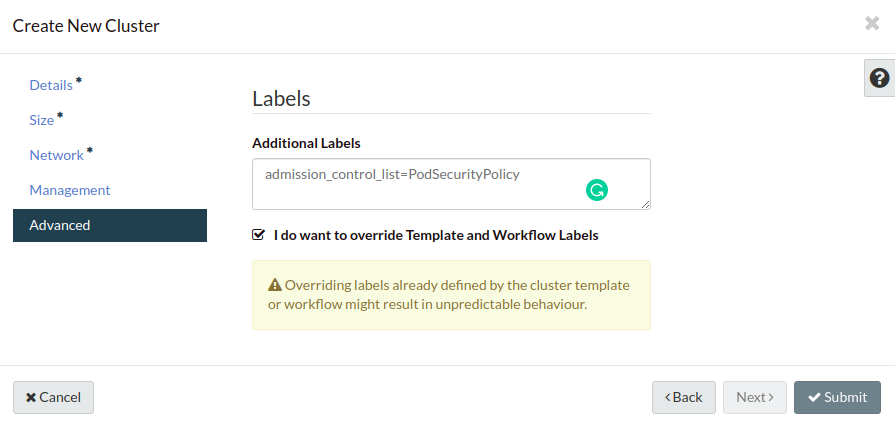 Create New Cluster
Details *
Size *
Network *
Management
Advanced
Labels
Additional Labels
admission_control_list=PodSecurityPolicy
I do want to override Template and Workflow Labels
Overriding labels already defined by the cluster template
or workflow might result in unpredictable behaviour.
Cancel
Back
Next
Submit